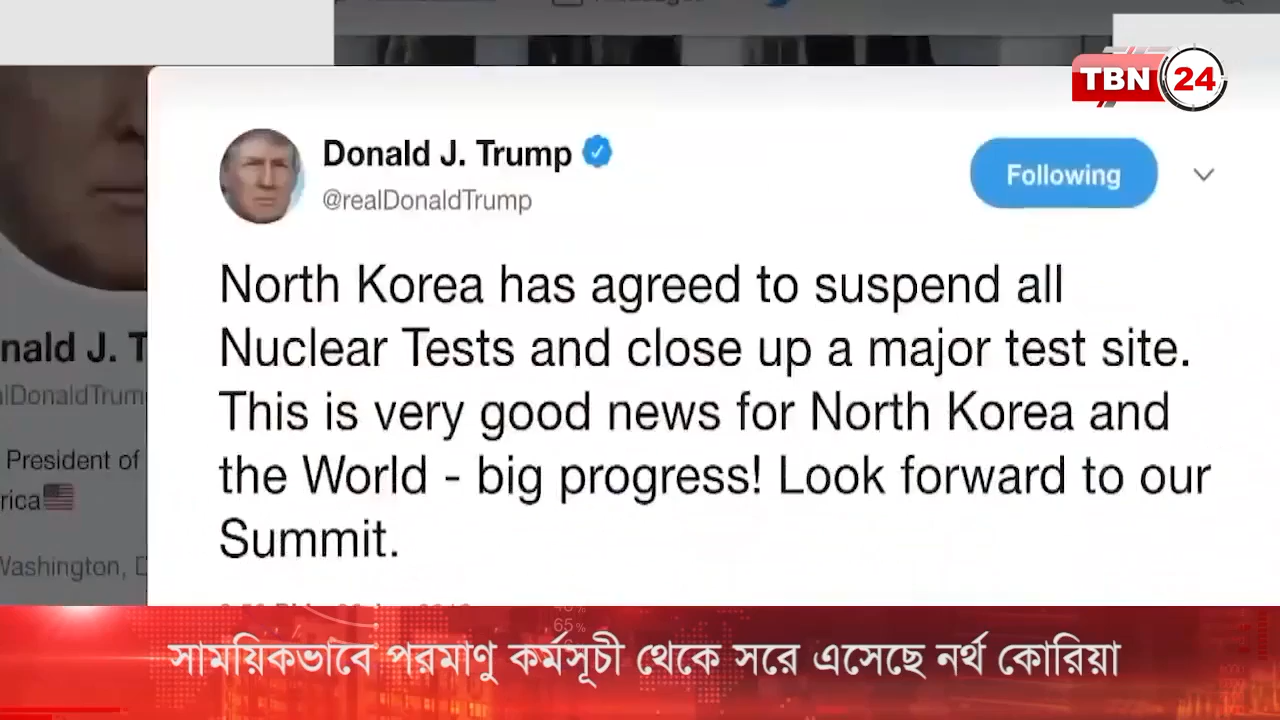 TBN 24
Donald J. Trump
@realDonaldTrump
Following
North Korea has agreed to suspend all
Nuclear Tests and close up a major test site.
This is very good news for North Korea and
the World - big progress! Look forward to our
Summit.
nald J. T
lDonaldTrum
President of
rica
Washington, D
65%
সাময়িকভাবে পরমাণু কর্মসূচী থেকে সরে এসেছে নর্থ কোরিয়া